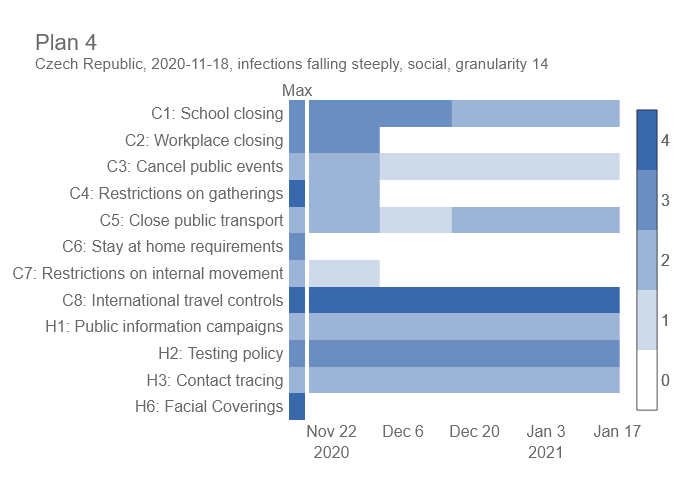 Plan 4
Czech Republic, 2020-11-18, infections falling steeply, social, granularity 14
Max
C1: School closing
C2: Workplace closing
C3: Cancel public events
C4: Restrictions on gatherings
C5: Close public transport
C6: Stay at home requirements
C7: Restrictions on internal movement
C8: International travel controls
H1: Public information campaigns
H2: Testing policy
H3: Contact tracing
H6: Facial Coverings
4
3
2
1
0
Nov 22 Dec 6 Dec 20 Jan 3 Jan 17
2020 2021